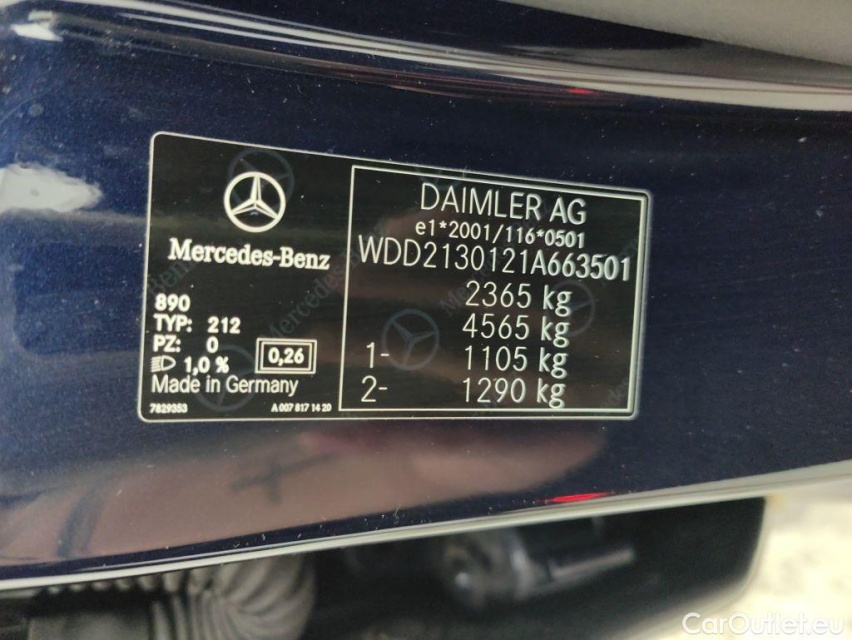 Mercedes-Benz
890
TYP: 212
PZ: 0
1,0 %
0,26
Made in Germany
7829353 A 007 817 14 20
DAIMLER AG
e1*2001/116*0501
WDD2130121A663501
2365 kg
4565 kg
1- 1105 kg
2- 1290 kg
CarOutlet.eu